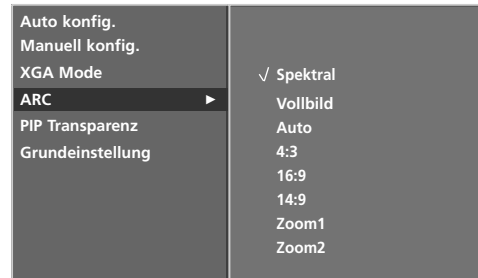 Auto konfig.
Manuell konfig.
XGA Mode
ARC ►
PIP Transparenz
Grundeinstellung
√ Spektral
Vollbild
Auto
4:3
16:9
14:9
Zoom1
Zoom2